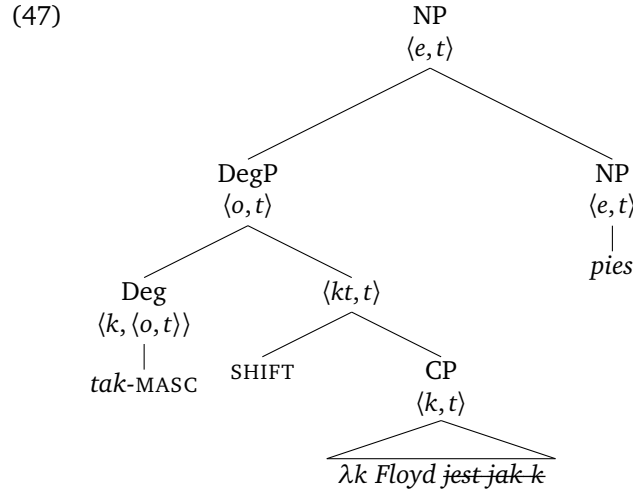 (47) NP
⟨e, t⟩
DegP NP
⟨o, t⟩ ⟨e, t⟩
pies
Deg ⟨kt, t⟩
⟨k, ⟨o, t⟩⟩
tak-MASC SHIFT CP
⟨k, t⟩
λk Floyd jest jak k